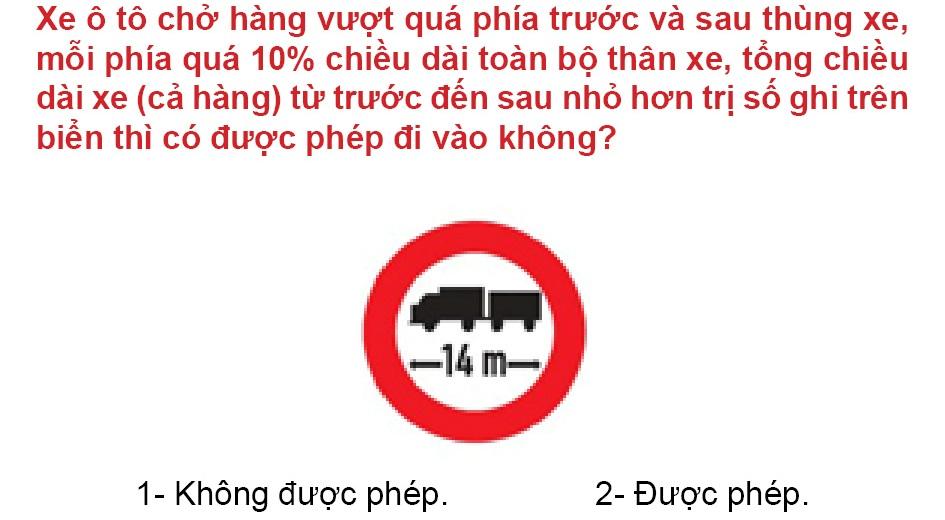 Xe ô tô chở hàng vượt quá phía trước và sau thùng xe,
mỗi phía quá 10% chiều dài toàn bộ thân xe, tổng chiều
dài xe (cả hàng) từ trước đến sau nhỏ hơn trị số ghi trên
biển thì có được phép đi vào không?
14 m
1- Không được phép. 2- Được phép.